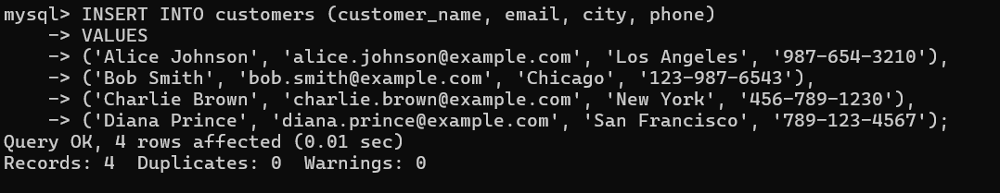 mysql> INSERT INTO customers (customer_name, email, city, phone)
    -> VALUES
    -> ('Alice Johnson', 'alice.johnson@example.com', 'Los Angeles', '987-654-3210'),
    -> ('Bob Smith', 'bob.smith@example.com', 'Chicago', '123-987-6543'),
    -> ('Charlie Brown', 'charlie.brown@example.com', 'New York', '456-789-1230'),
    -> ('Diana Prince', 'diana.prince@example.com', 'San Francisco', '789-123-4567');
Query OK, 4 rows affected (0.01 sec)
Records: 4  Duplicates: 0  Warnings: 0